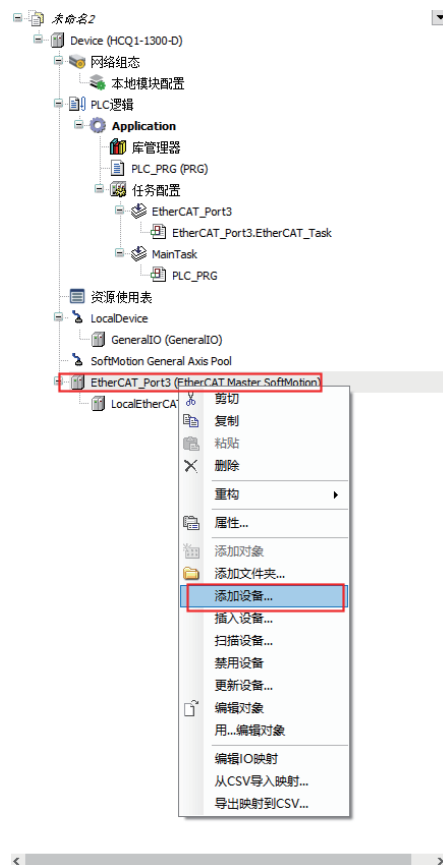 未命名2
Device (HCQ1-1300-D)
网络组态
本地模块配置
PLC逻辑
Application
库管理器
PLC_PRG (PRG)
任务配置
EtherCAT_Port3
EtherCAT_Port3.EtherCAT_Task
MainTask
PLC_PRG
资源使用表
LocalDevice
GeneralIO (GeneralIO)
SoftMotion General Axis Pool
EtherCAT_Port3 (EtherCAT Master SoftMotion)
LocalEtherCAT
剪切
复制
粘贴
删除
重构
属性...
添加对象
添加文件夹...
添加设备...
插入设备...
扫描设备...
禁用设备
更新设备...
编辑对象
用...编辑对象
编辑IO映射
从CSV导入映射...
导出映射到CSV...